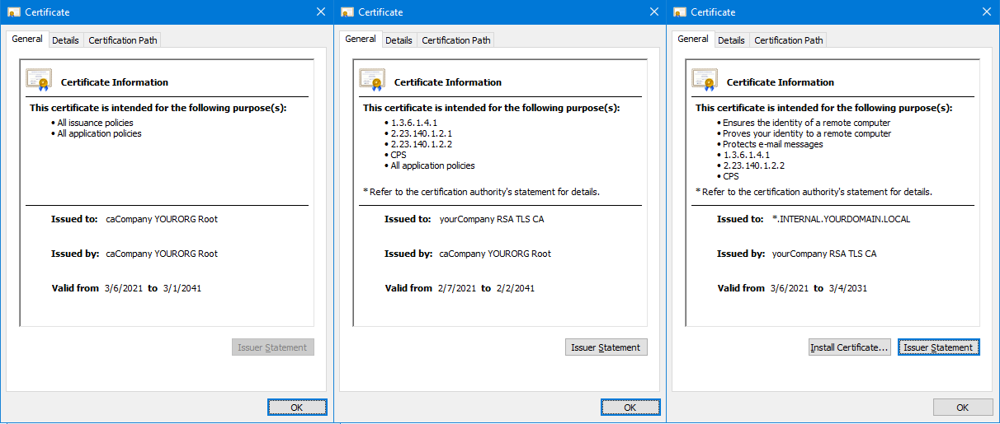 Certificate
General Details Certification Path
Certificate Information
This certificate is intended for the following purpose(s):
• All issuance policies
• All application policies
Issued to: caCompany YOURORG Root
Issued by: caCompany YOURORG Root
Valid from 3/6/2021 to 3/1/2041
Issuer Statement
OK
Certificate
General Details Certification Path
Certificate Information
This certificate is intended for the following purpose(s):
• 1.3.6.1.4.1
• 2.23.140.1.2.1
• 2.23.140.1.2.2
• CPS
• All application policies
* Refer to the certification authority's statement for details.
Issued to: yourCompany RSA TLS CA
Issued by: caCompany YOURORG Root
Valid from 2/7/2021 to 2/2/2041
Issuer Statement
OK
Certificate
General Details Certification Path
Certificate Information
This certificate is intended for the following purpose(s):
• Ensures the identity of a remote computer
• Proves your identity to a remote computer
• Protects e-mail messages
• 1.3.6.1.4.1
• 2.23.140.1.2.2
• CPS
* Refer to the certification authority's statement for details.
Issued to: *.INTERNAL.YOURDOMAIN.LOCAL
Issued by: yourCompany RSA TLS CA
Valid from 3/6/2021 to 3/4/2031
Install Certificate... Issuer Statement
OK